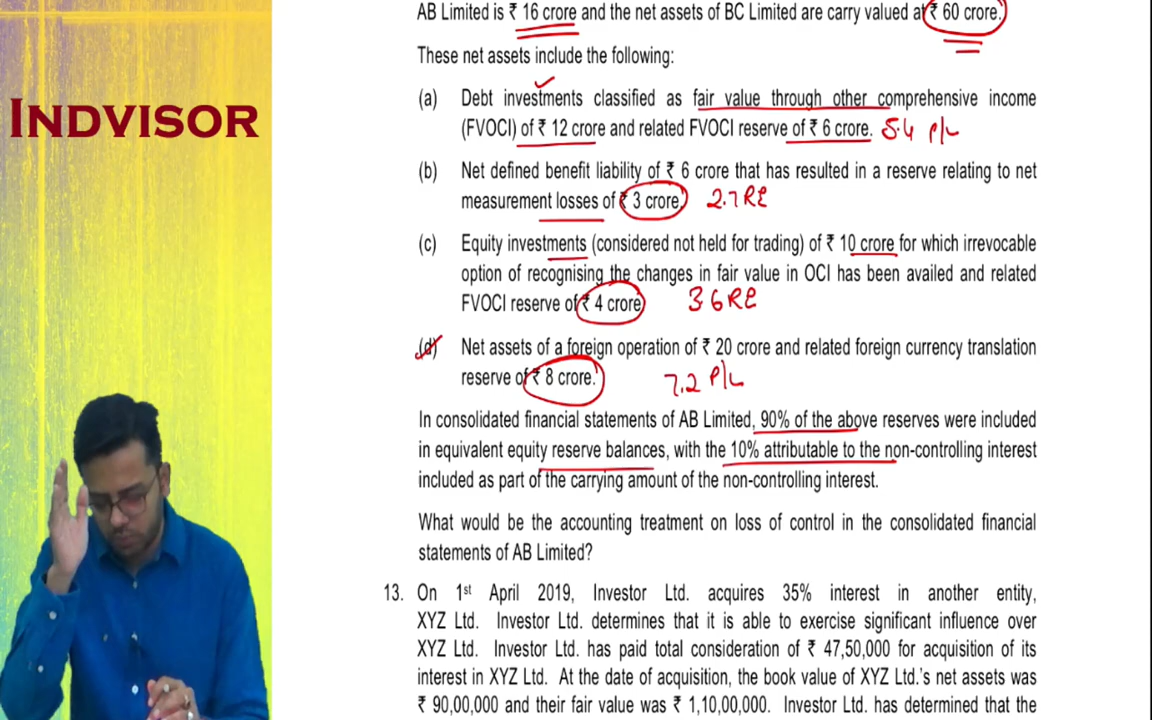 INDVISOR
AB Limited is ₹ 16 crore and the net assets of BC Limited are carry valued at ₹ 60 crore.
These net assets include the following:
(a) Debt investments classified as fair value through other comprehensive income
(FVOCI) of ₹ 12 crore and related FVOCI reserve of ₹ 6 crore. 5.4 P/L
(b) Net defined benefit liability of ₹ 6 crore that has resulted in a reserve relating to net
measurement losses of ₹ 3 crore. 2.7 RE
(c) Equity investments (considered not held for trading) of ₹ 10 crore for which irrevocable
option of recognising the changes in fair value in OCI has been availed and related
FVOCI reserve of ₹ 4 crore 3.6 RE
(d) Net assets of a foreign operation of ₹ 20 crore and related foreign currency translation
reserve of ₹ 8 crore. 7.2 P/L
In consolidated financial statements of AB Limited, 90% of the above reserves were included
in equivalent equity reserve balances, with the 10% attributable to the non-controlling interest
included as part of the carrying amount of the non-controlling interest.
What would be the accounting treatment on loss of control in the consolidated financial
statements of AB Limited?
13. On 1st April 2019, Investor Ltd. acquires 35% interest in another entity,
XYZ Ltd. Investor Ltd. determines that it is able to exercise significant influence over
XYZ Ltd. Investor Ltd. has paid total consideration of ₹ 47,50,000 for acquisition of its
interest in XYZ Ltd. At the date of acquisition, the book value of XYZ Ltd.'s net assets was
₹ 90,00,000 and their fair value was ₹ 1,10,00,000. Investor Ltd. has determined that the